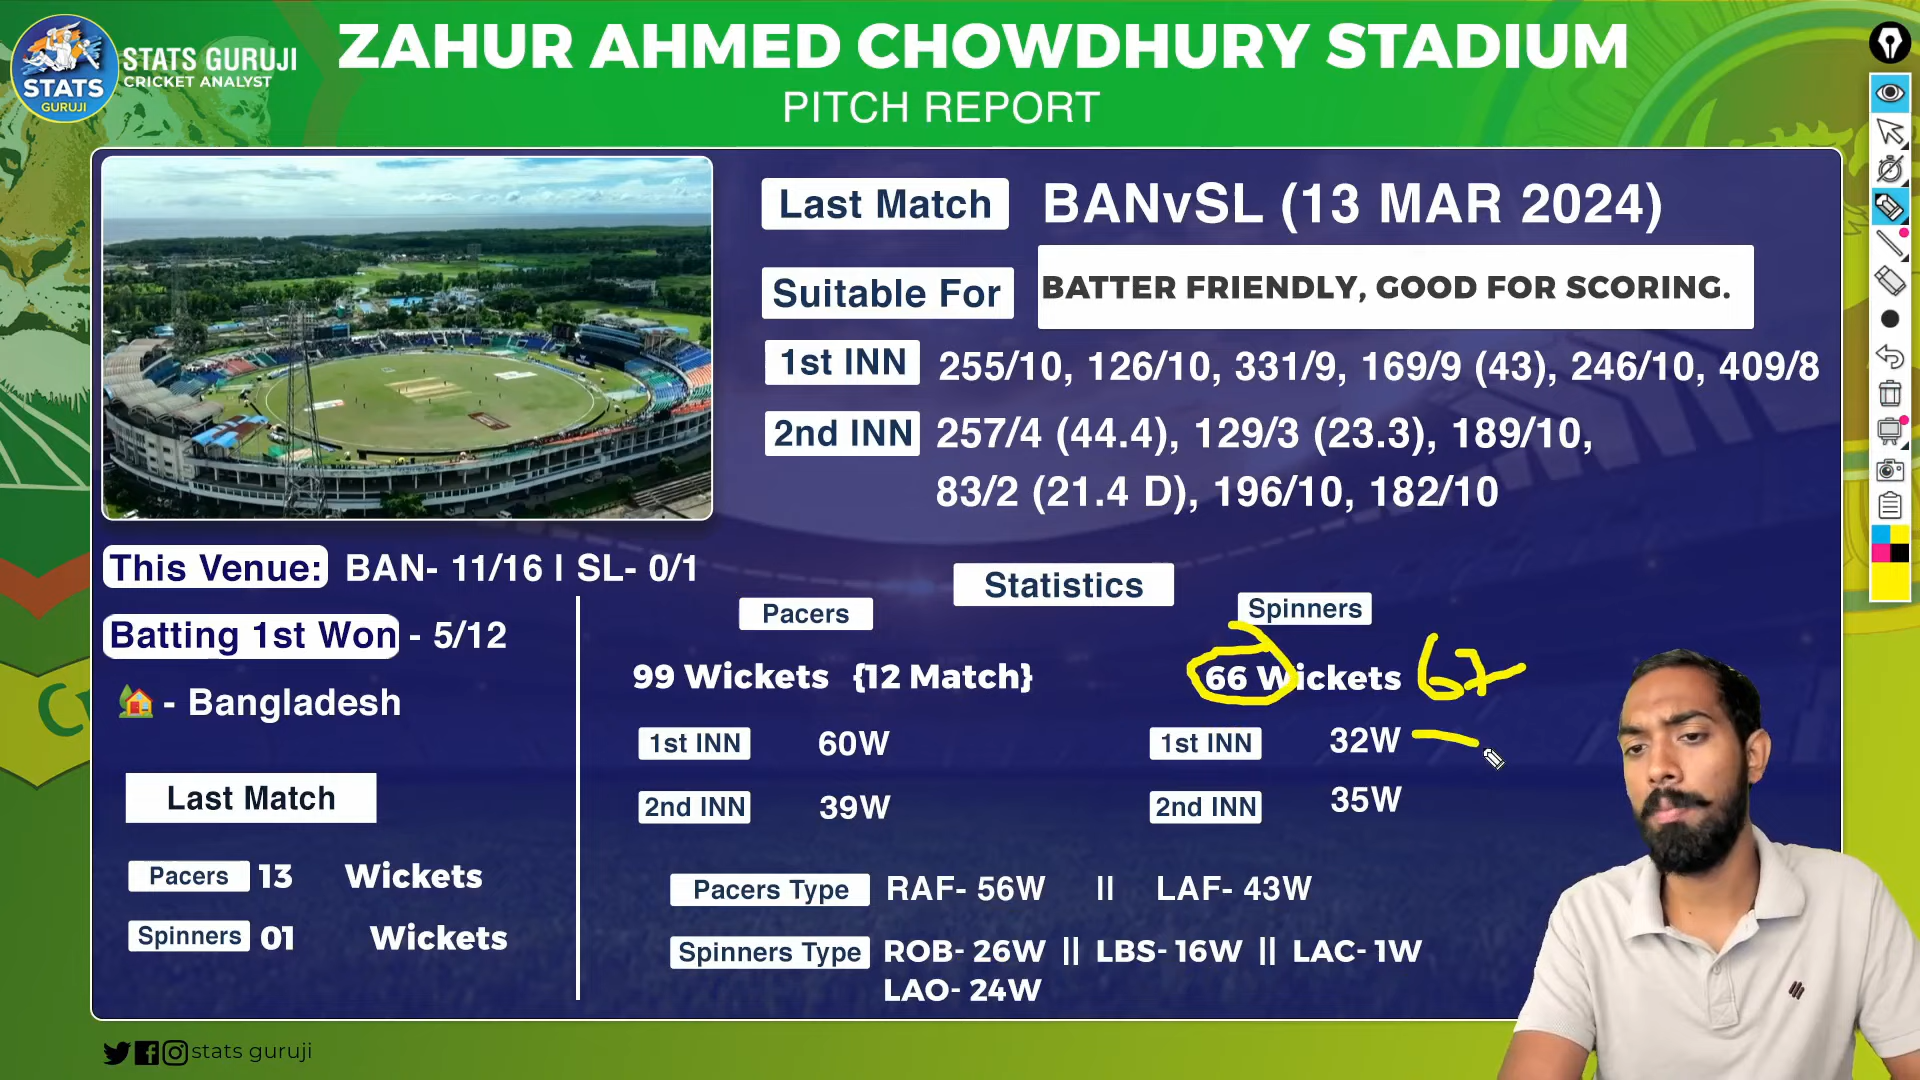 ZAHUR AHMED CHOWDHURY STADIUM
PITCH REPORT
STATS GURUJI
CRICKET ANALYST
STATS
GURUJI
Last Match BANvSL (13 MAR 2024)
Suitable For BATTER FRIENDLY, GOOD FOR SCORING.
1st INN 255/10, 126/10, 331/9, 169/9 (43), 246/10, 409/8
2nd INN 257/4 (44.4), 129/3 (23.3), 189/10,
83/2 (21.4 D), 196/10, 182/10
This Venue: BAN- 11/16 I SL- 0/1
Batting 1st Won - 5/12
- Bangladesh
Last Match
Pacers 13 Wickets
Spinners 01 Wickets
Statistics
Pacers
99 Wickets {12 Match}
1st INN 60W
2nd INN 39W
Spinners
66 Wickets 67
1st INN 32W
2nd INN 35W
Pacers Type RAF- 56W II LAF- 43W
Spinners Type ROB- 26W || LBS- 16W || LAC- 1W
LAO- 24W
stats guruji